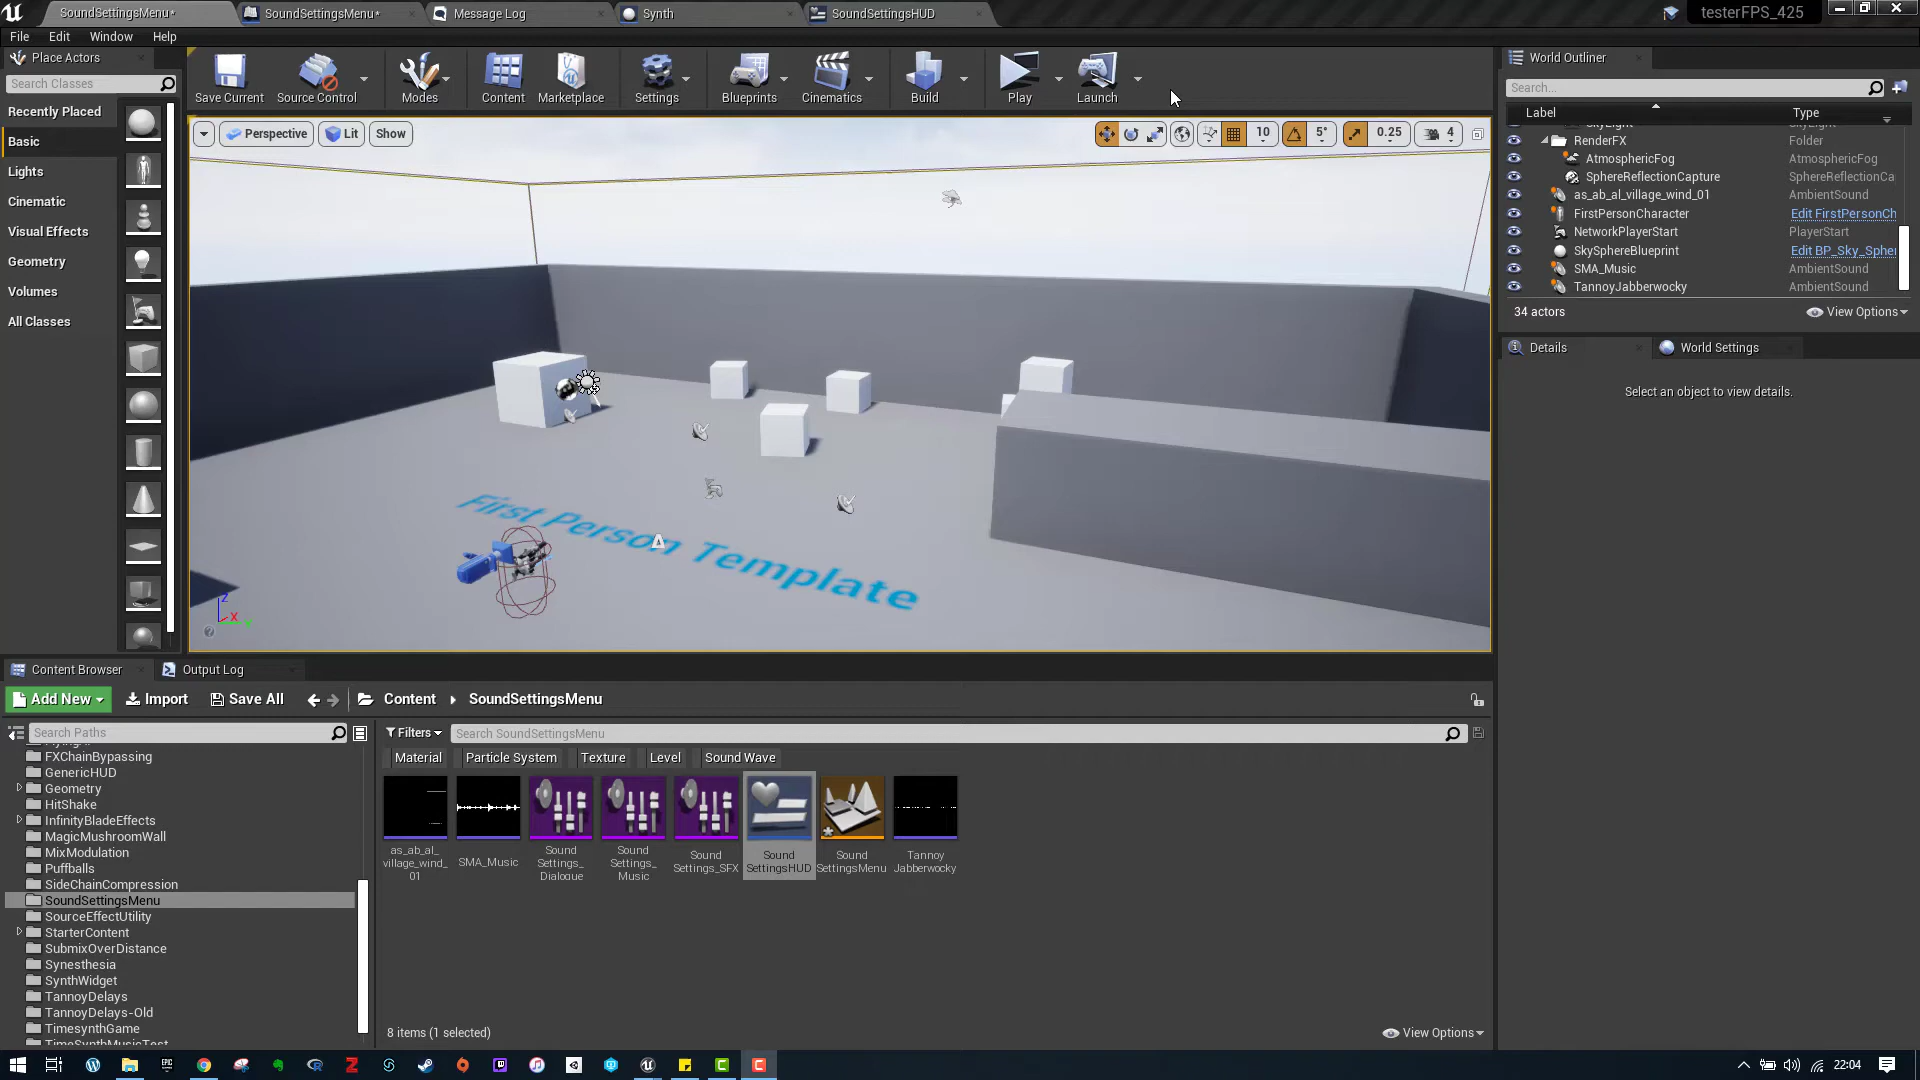 SoundSettingsMenu*
SoundSettingsMenu*
Message Log
Synth
SoundSettingsHUD
testerFPS_425
File Edit Window Help
Place Actors
Search Classes
Recently Placed
Basic
Lights
Cinematic
Visual Effects
Geometry
Volumes
All Classes
Save Current
Source Control
Modes
Content
Marketplace
Settings
Blueprints
Cinematics
Build
Play
Launch
Perspective
Lit
Show
10
5°
0.25
4
First Person Template
Z
X
World Outliner
Search...
Label Type
RenderFX Folder
AtmosphericFog AtmosphericFog
SphereReflectionCapture SphereReflectionCa
as_ab_al_village_wind_01 AmbientSound
FirstPersonCharacter Edit FirstPersonCh
NetworkPlayerStart PlayerStart
SkySphereBlueprint Edit BP_Sky_Spher
SMA_Music AmbientSound
TannoyJabberwocky AmbientSound
34 actors
View Options
Details
World Settings
Select an object to view details.
Content Browser
Output Log
Add New
Import
Save All
Content
SoundSettingsMenu
Search Paths
Filters
Search SoundSettingsMenu
Material
Particle System
Texture
Level
Sound Wave
FXChainBypassing
GenericHUD
Geometry
HitShake
InfinityBladeEffects
MagicMushroomWall
MixModulation
Puffballs
SideChainCompression
SoundSettingsMenu
SourceEffectUtility
StarterContent
SubmixOverDistance
Synesthesia
SynthWidget
TannoyDelays
TannoyDelays-Old
TimesynthGame
TimeSynthMusicTest
as_ab_al_
village_wind_
01
SMA_Music
Sound
Settings_
Dialogue
Sound
Settings_
Music
Sound
Settings_SFX
Sound
SettingsHUD
Sound
SettingsMenu
Tannoy
Jabberwocky
8 items (1 selected)
View Options
22:04